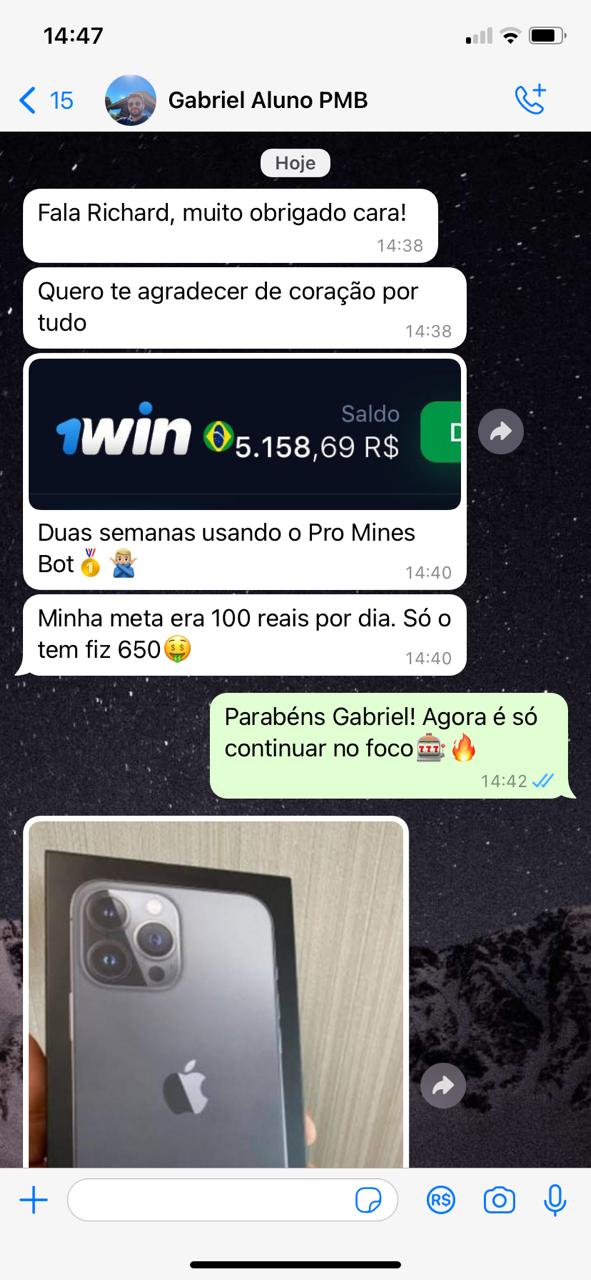 14:47
15
Gabriel Aluno PMB
Hoje
Fala Richard, muito obrigado cara!
14:38
Quero te agradecer de coração por
tudo
14:38
1win
Saldo
5.158,69 R$
D
Duas semanas usando o Pro Mines
Bot🥇🙅🏼‍♂️
14:40
Minha meta era 100 reais por dia. Só o
tem fiz 650🤑
14:40
Parabéns Gabriel! Agora é só
continuar no foco🎰🔥
14:42
R$